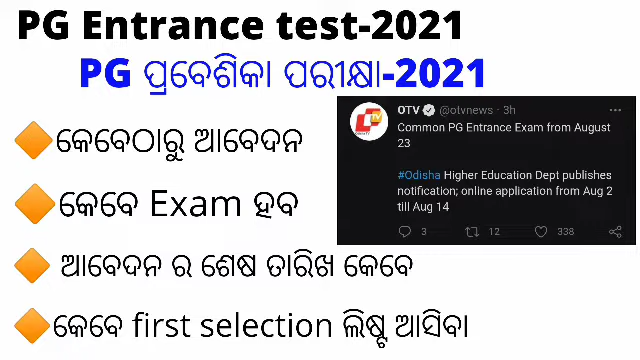 PG Entrance test-2021
PG ପ୍ରବେଶିକା ପରୀକ୍ଷା-2021
🔶କେବେଠାରୁ ଆବେଦନ
🔶କେବେ Exam ହବ
🔶 ଆବେଦନ ର ଶେଷ ତାରିଖ କେବେ
🔶କେବେ first selection ଲିଷ୍ଟ ଆସିବା
OTV @otvnews · 3h
Common PG Entrance Exam from August
23
#Odisha Higher Education Dept publishes
notification; online application from Aug 2
till Aug 14
3 12 338